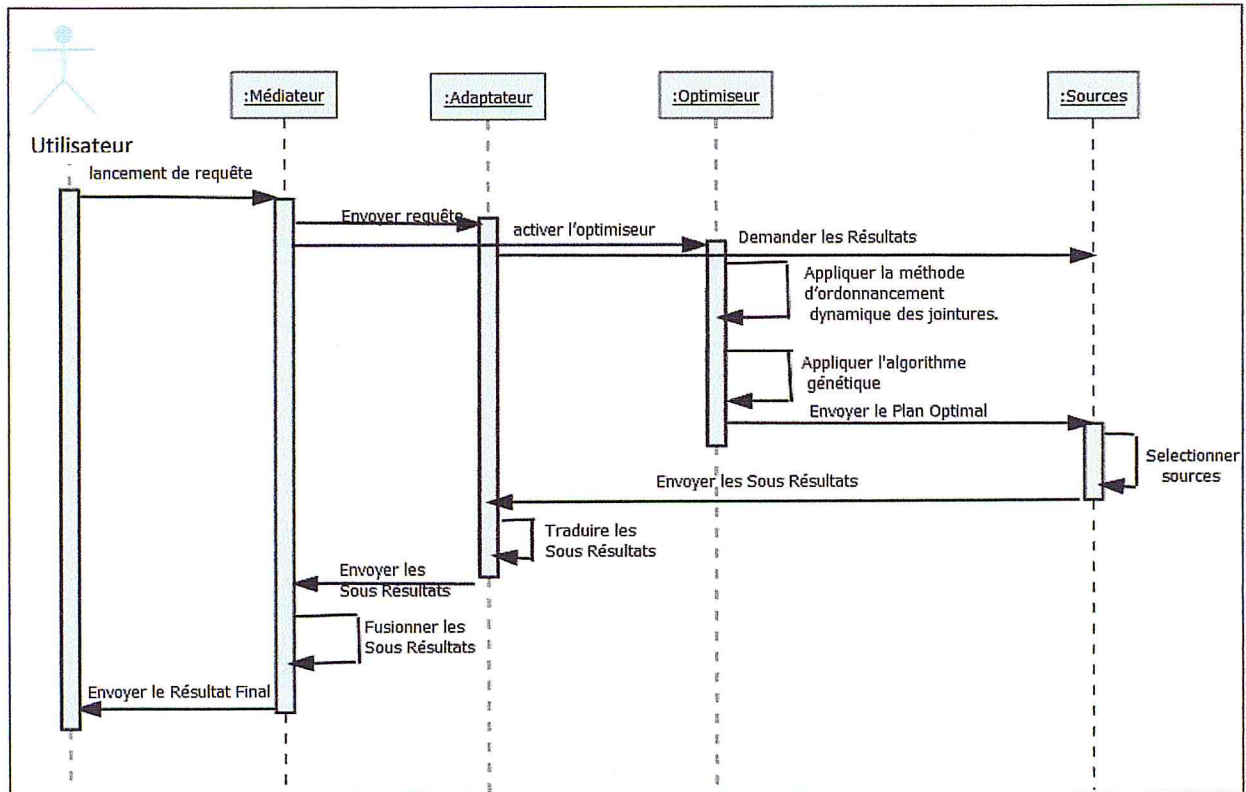 :Médiateur
:Adaptateur
:Optimiseur
:Sources
Utilisateur
lancement de requête
Envoyer requête
activer l'optimiseur
Demander les Résultats
Appliquer la méthode
d'ordonnancement
dynamique des jointures.
Appliquer l'algorithme
génétique
Envoyer le Plan Optimal
Selectionner
sources
Envoyer les Sous Résultats
Traduire les
Sous Résultats
Envoyer les
Sous Résultats
Fusionner les
Sous Résultats
Envoyer le Résultat Final